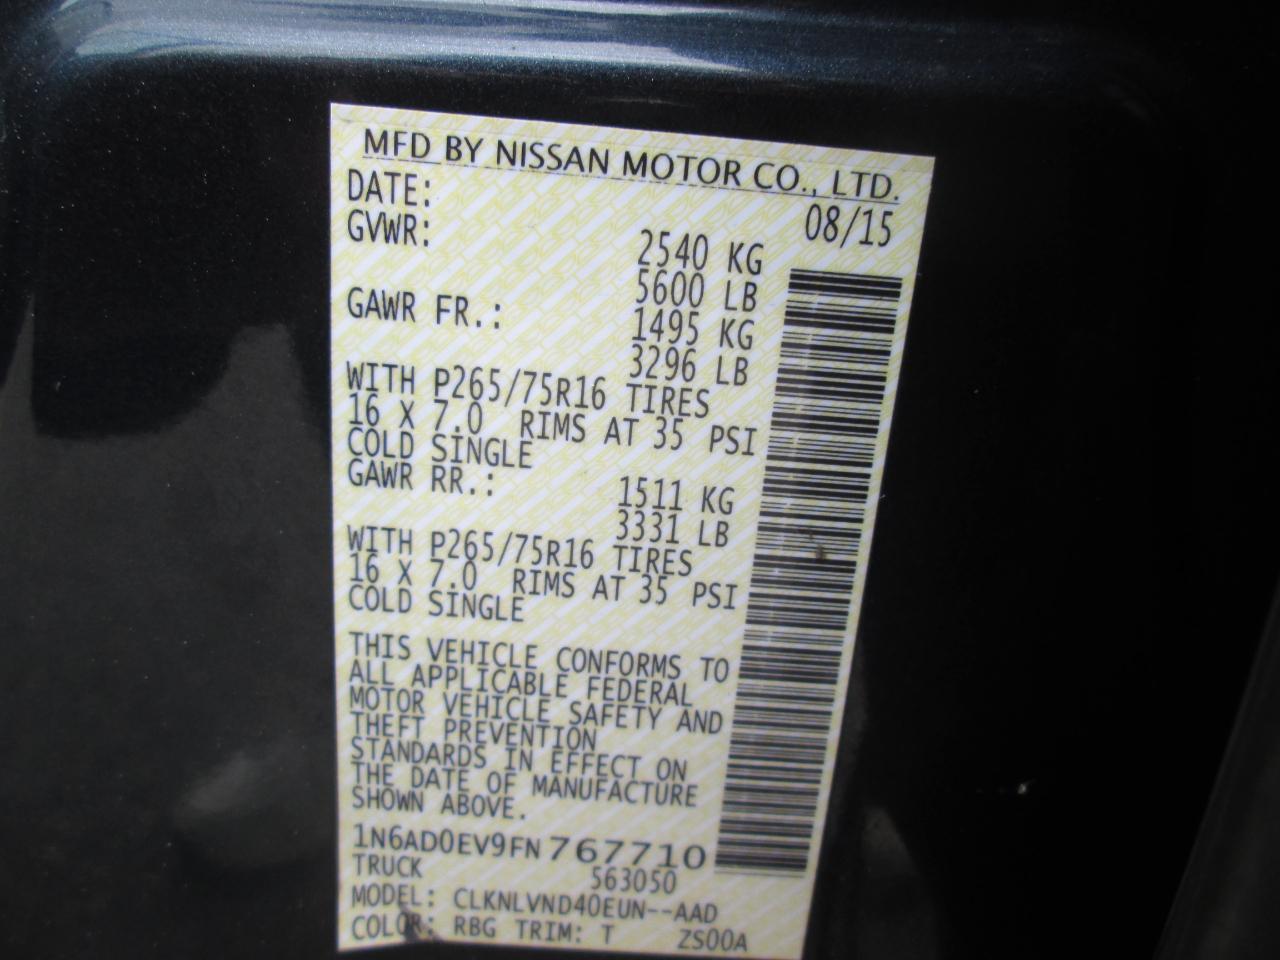 MFD BY NISSAN MOTOR CO., LTD.
DATE: 08/15
GVWR: 2540 KG
5600 LB
GAWR FR.: 1495 KG
3296 LB
WITH P265/75R16 TIRES
16 X 7.0 RIMS AT 35 PSI
COLD SINGLE
GAWR RR.: 1511 KG
3331 LB
WITH P265/75R16 TIRES
16 X 7.0 RIMS AT 35 PSI
COLD SINGLE
THIS VEHICLE CONFORMS TO
ALL APPLICABLE FEDERAL
MOTOR VEHICLE SAFETY AND
THEFT PREVENTION
STANDARDS IN EFFECT ON
THE DATE OF MANUFACTURE
SHOWN ABOVE.
1N6AD0EV9FN767710
TRUCK 563050
MODEL: CLKNLVND40EUN--AAD
COLOR: RBG TRIM: T ZS00A